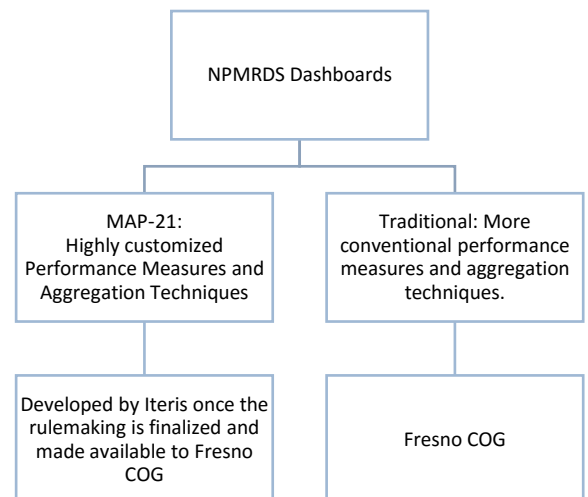 NPMRDS Dashboards
MAP-21:
Highly customized
Performance Measures and
Aggregation Techniques
Traditional: More
conventional performance
measures and aggregation
techniques.
Developed by Iteris once the
rulemaking is finalized and
made available to Fresno
COG
Fresno COG